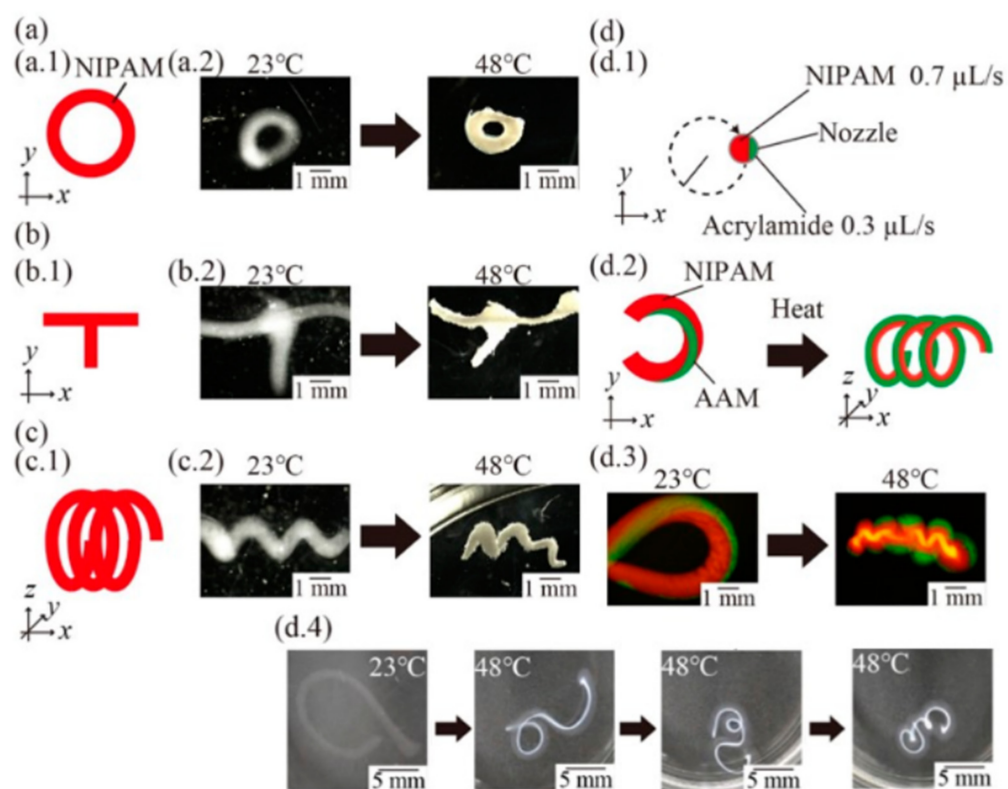 (a)
(a.1) NIPAM
y
x
(a.2) 23℃ 48℃
1 mm 1 mm
(b)
(b.1)
y
x
(b.2) 23℃ 48℃
1 mm 1 mm
(c)
(c.1)
z
y
x
(c.2) 23℃ 48℃
1 mm 1 mm
(d)
(d.1)
NIPAM 0.7 µL/s
Nozzle
y
x
Acrylamide 0.3 µL/s
(d.2) NIPAM
Heat
AAM
y
x
z
y
x
(d.3)
23℃ 48℃
1 mm 1 mm
(d.4)
23℃ 48℃ 48℃ 48℃
5 mm 5 mm 5 mm 5 mm